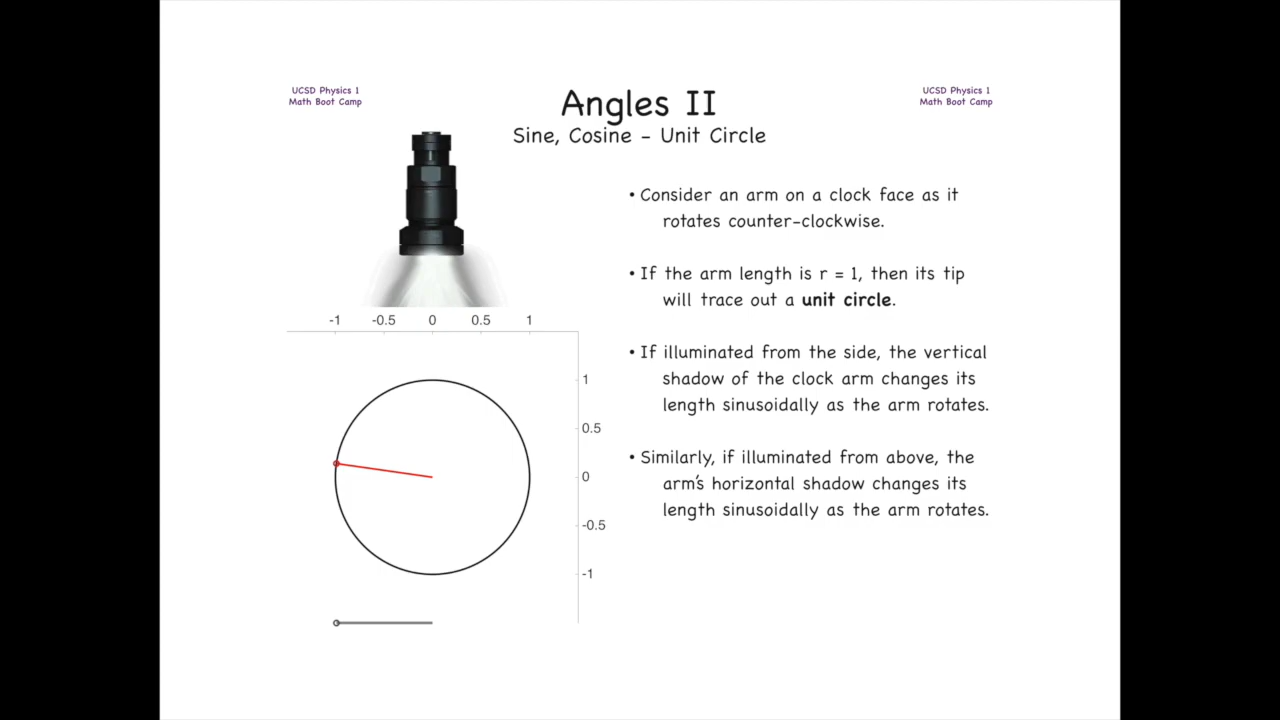 UCSD Physics 1
Math Boot Camp
Angles II
UCSD Physics 1
Math Boot Camp
Sine, Cosine – Unit Circle
• Consider an arm on a clock face as it
rotates counter-clockwise.
• If the arm length is r = 1, then its tip
will trace out a unit circle.
• If illuminated from the side, the vertical
shadow of the clock arm changes its
length sinusoidally as the arm rotates.
• Similarly, if illuminated from above, the
arm's horizontal shadow changes its
length sinusoidally as the arm rotates.
-1 -0.5 0 0.5 1
1
0.5
0
-0.5
-1